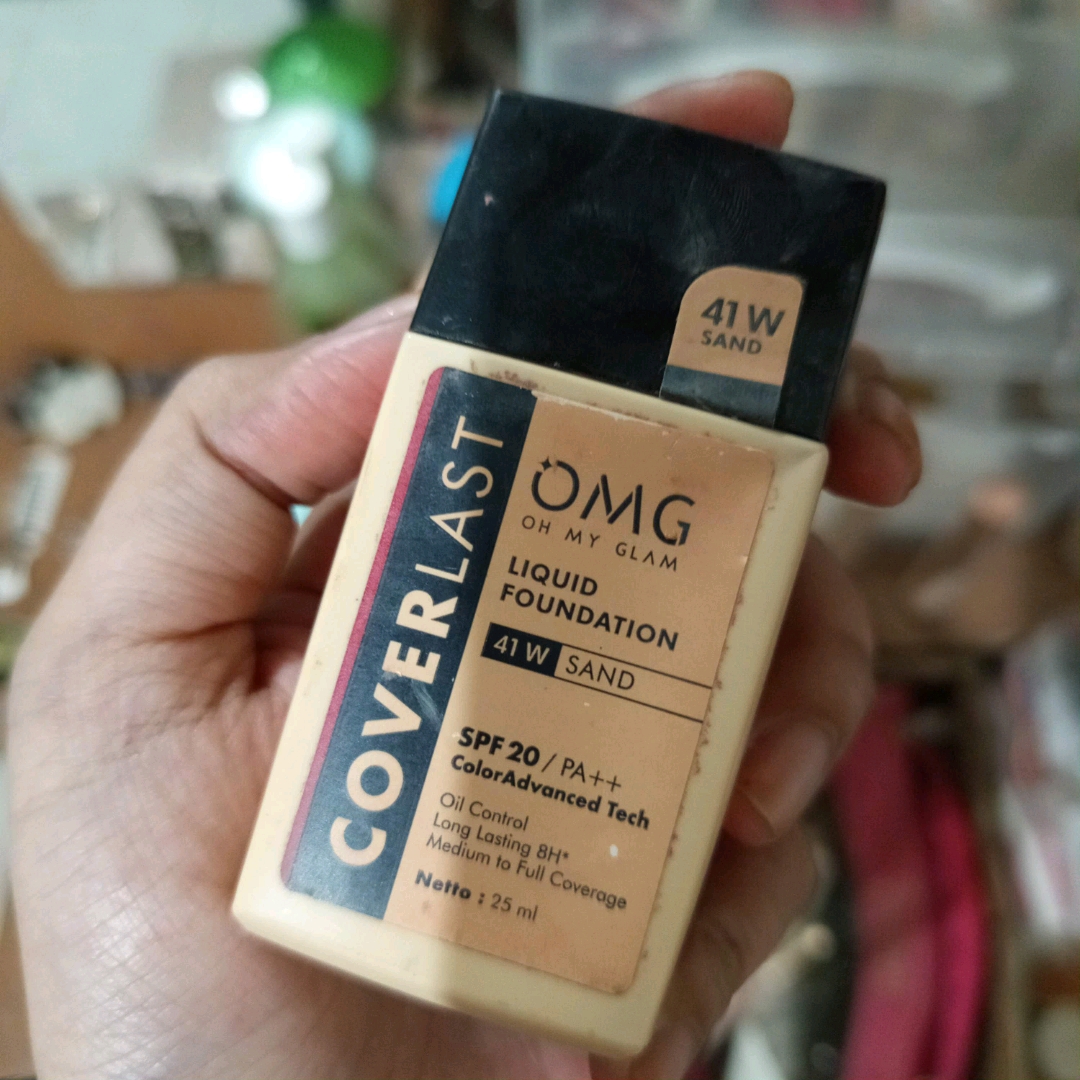 41 W
SAND
COVERLAST
OMG
OH MY GLAM
LIQUID
FOUNDATION
41 W SAND
SPF 20 / PA++
ColorAdvanced Tech
Oil Control
Long Lasting 8H*
Medium to Full Coverage
Netto : 25 ml